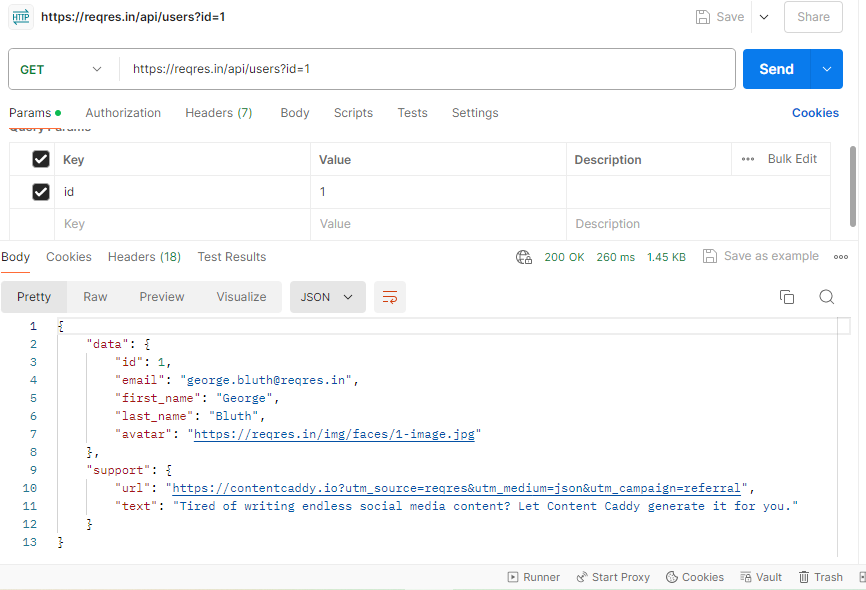 HTTP https://reqres.in/api/users?id=1 Save Share
GET https://reqres.in/api/users?id=1 Send
Params Authorization Headers (7) Body Scripts Tests Settings Cookies
Query Params
Key Value Description Bulk Edit
id 1
Key Value Description
Body Cookies Headers (18) Test Results 200 OK 260 ms 1.45 KB Save as example
Pretty Raw Preview Visualize JSON
1 {
2 "data": {
3 "id": 1,
4 "email": "george.bluth@reqres.in",
5 "first_name": "George",
6 "last_name": "Bluth",
7 "avatar": "https://reqres.in/img/faces/1-image.jpg"
8 },
9 "support": {
10 "url": "https://contentcaddy.io?utm_source=reqres&utm_medium=json&utm_campaign=referral",
11 "text": "Tired of writing endless social media content? Let Content Caddy generate it for you."
12 }
13 }
Runner Start Proxy Cookies Vault Trash